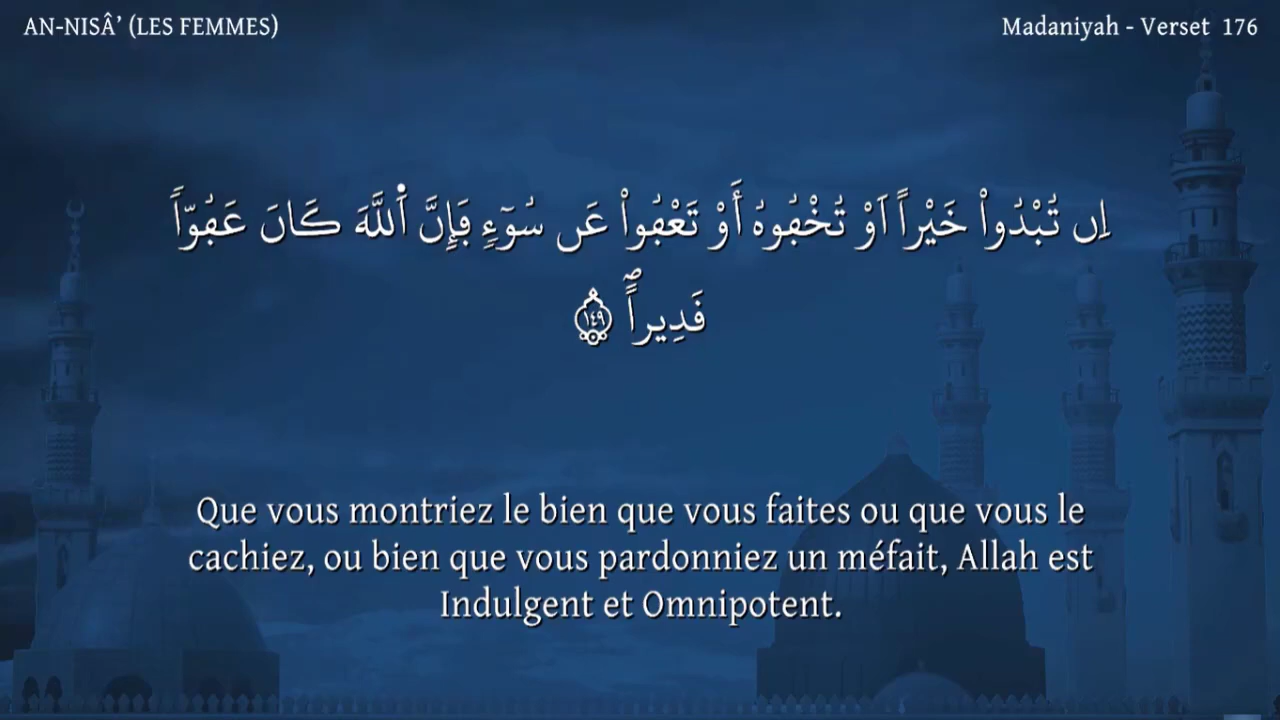 AN-NISÂ’ (LES FEMMES)
Madaniyah - Verset 176
اِن تُبْدُواْ خَيْراً اَوْ تُخْفُوهُ أَوْ تَعْفُواْ عَن سُوٓءٖ فَإِنَّ اَ۬للَّهَ كَانَ عَفُوّاٗ
قَدِيراًۖ ١٤٩
Que vous montriez le bien que vous faites ou que vous le
cachiez, ou bien que vous pardonniez un méfait, Allah est
Indulgent et Omnipotent.